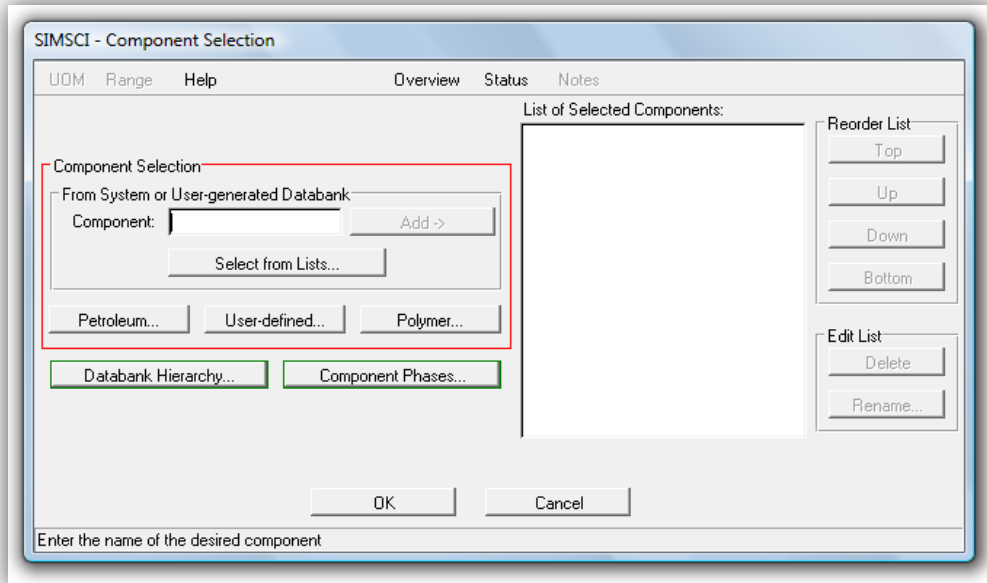 SIMSCI - Component Selection
UOM Range Help Overview Status Notes
List of Selected Components:
Reorder List
Top
Component Selection
From System or User-generated Databank
Up
Component: Add ->
Down
Select from Lists...
Bottom
Petroleum... User-defined... Polymer...
Edit List
Delete
Databank Hierarchy... Component Phases...
Rename...
OK Cancel
Enter the name of the desired component